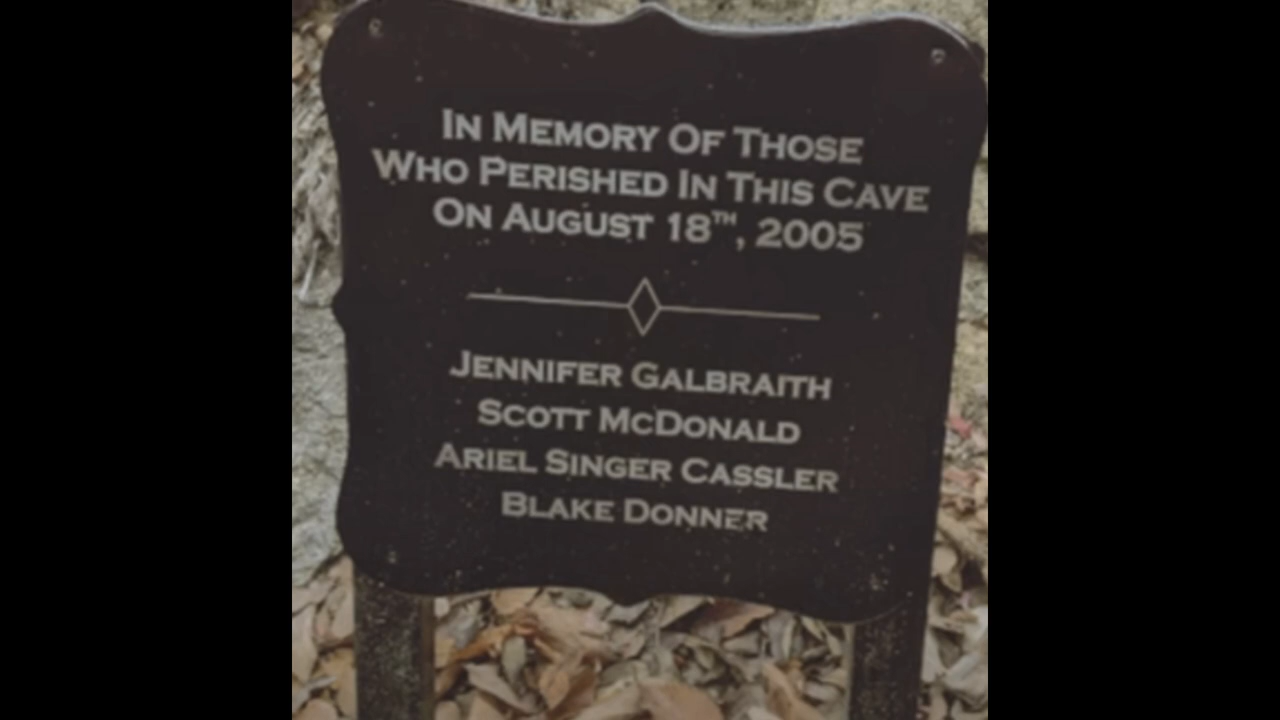 In Memory Of Those
Who Perished In This Cave
On August 18TH, 2005
Jennifer Galbraith
Scott McDonald
Ariel Singer Cassler
Blake Donner